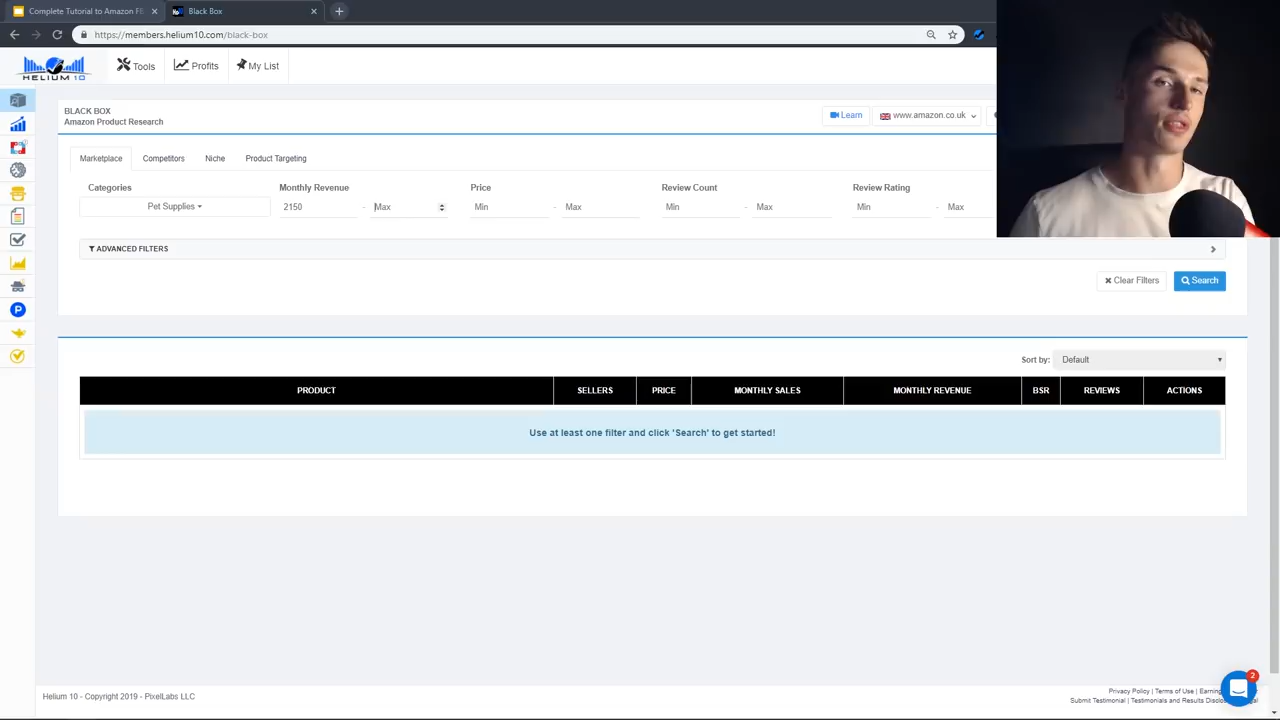 Complete Tutorial to Amazon FB
Black Box
https://members.helium10.com/black-box
HELIUM 10
Tools
Profits
My List
BLACK BOX
Amazon Product Research
Learn
www.amazon.co.uk
Marketplace
Competitors
Niche
Product Targeting
Categories
Monthly Revenue
Price
Review Count
Review Rating
Pet Supplies
2150 - Max
Min - Max
Min - Max
Min - Max
ADVANCED FILTERS
Clear Filters
Search
Sort by: Default
PRODUCT
SELLERS
PRICE
MONTHLY SALES
MONTHLY REVENUE
BSR
REVIEWS
ACTIONS
Use at least one filter and click 'Search' to get started!
2
P
Helium 10 - Copyright 2019 - PixelLabs LLC
Privacy Policy | Terms of Use | Earning
Submit Testimonial | Testimonials and Results Disclo